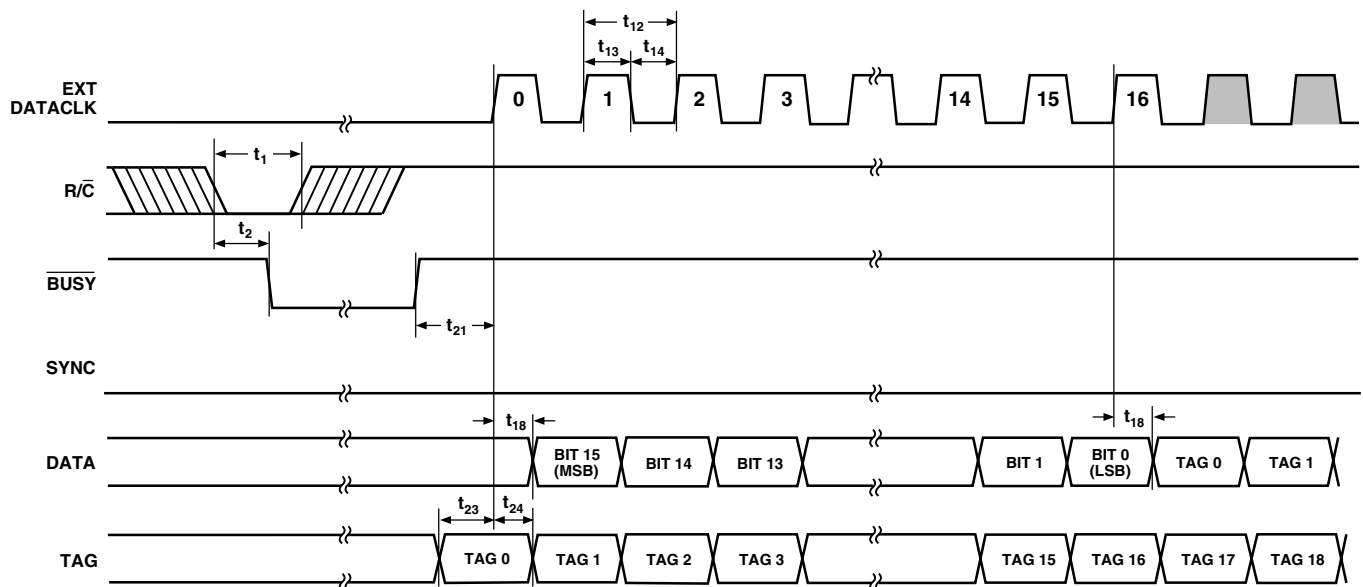 t12
t13 t14
EXT
DATACLK
0 1 2 3 14 15 16
t1
R/C̅
t2
B̅U̅S̅Y̅
t21
SYNC
t18 t18
DATA
BIT 15
(MSB)
BIT 14
BIT 13
BIT 1
BIT 0
(LSB)
TAG 0
TAG 1
t23 t24
TAG
TAG 0 TAG 1 TAG 2 TAG 3 TAG 15 TAG 16 TAG 17 TAG 18